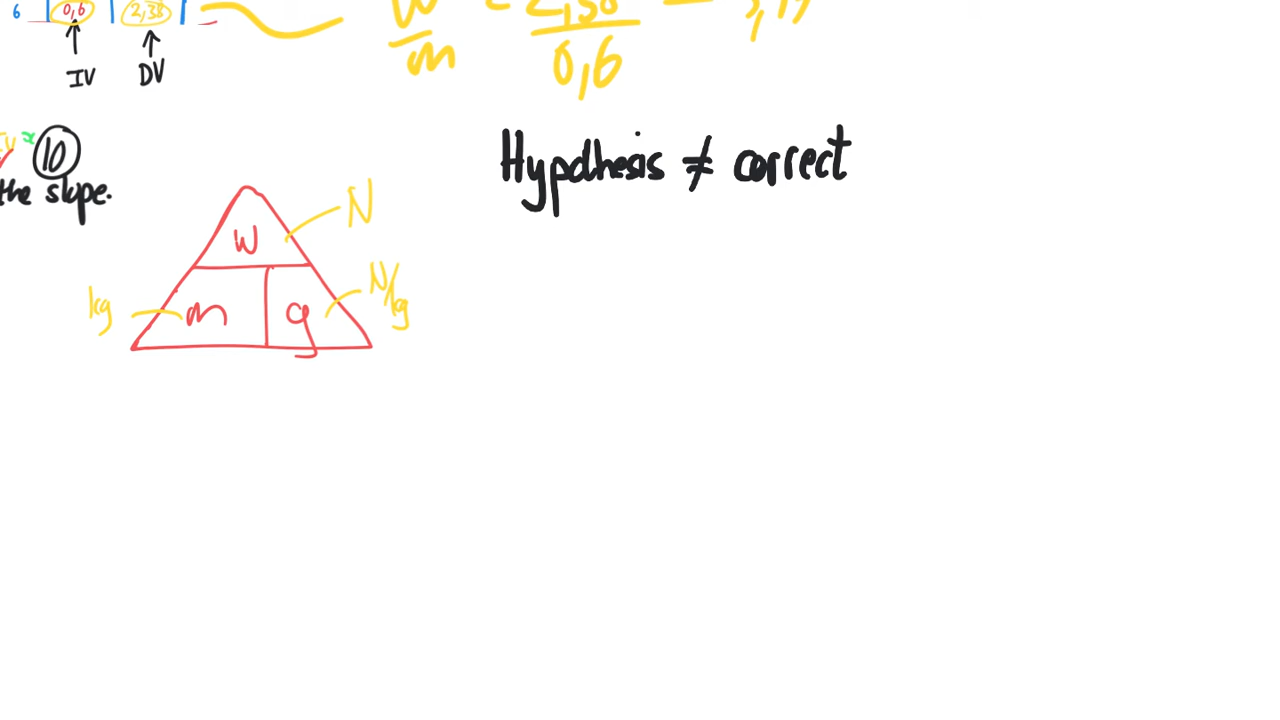 6 0,6 2,38
m 0,6
IV DV
10
the slope.
Hypothesis ≠ correct
N
W
kg m g N/kg